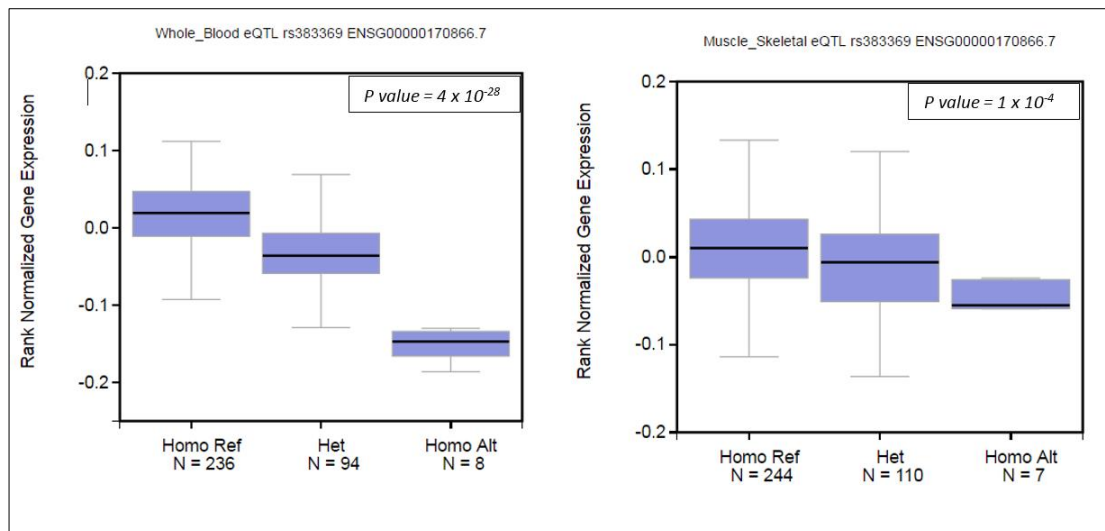 Whole_Blood eQTL rs383369 ENSG00000170866.7
P value = 4 x 10⁻²⁸
Rank Normalized Gene Expression
0.2
0.1
0.0
-0.1
-0.2
Homo Ref
N = 236
Het
N = 94
Homo Alt
N = 8
Muscle_Skeletal eQTL rs383369 ENSG00000170866.7
P value = 1 x 10⁻⁴
Rank Normalized Gene Expression
0.2
0.1
0.0
-0.1
-0.2
Homo Ref
N = 244
Het
N = 110
Homo Alt
N = 7